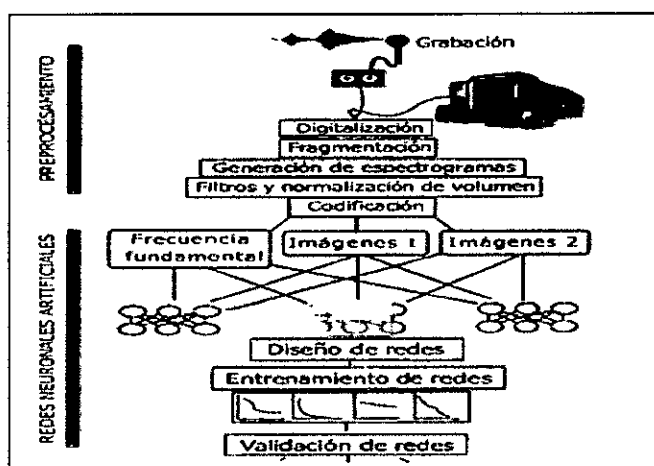 Grabación
PREPROCESAMIENTO
Digitalización
Fragmentación
Generación de espectrogramas
Filtros y normalización de volumen
Codificación
REDES NEURONALES ARTIFICIALES
Frecuencia fundamental
Imágenes 1
Imágenes 2
Diseño de redes
Entrenamiento de redes
Validación de redes